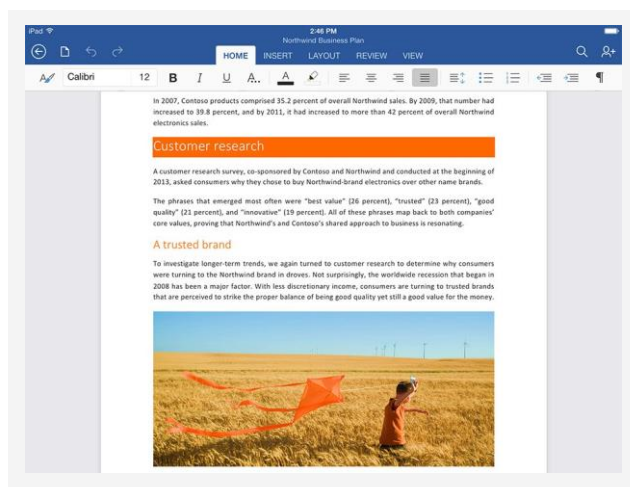 iPad
2:46 PM
Northwind Business Plan
HOME INSERT LAYOUT REVIEW VIEW
Calibri 12 B I U A.. A
In 2007, Contoso products comprised 35.2 percent of overall Northwind sales. By 2009, that number had
increased to 39.8 percent, and by 2011, it had increased to more than 42 percent of overall Northwind
electronics sales.
Customer research
A customer research survey, co-sponsored by Contoso and Northwind and conducted at the beginning of
2013, asked consumers why they chose to buy Northwind-brand electronics over other name brands.
The phrases that emerged most often were “best value” (26 percent), “trusted” (23 percent), “good
quality” (21 percent), and “innovative” (19 percent). All of these phrases map back to both companies’
core values, proving that Northwind’s and Contoso’s shared approach to business is resonating.
A trusted brand
To investigate longer-term trends, we again turned to customer research to determine why consumers
were turning to the Northwind brand in droves. Not surprisingly, the worldwide recession that began in
2008 has been a major factor. With less discretionary income, consumers are turning to trusted brands
that are perceived to strike the proper balance of being good quality yet still a good value for the money.